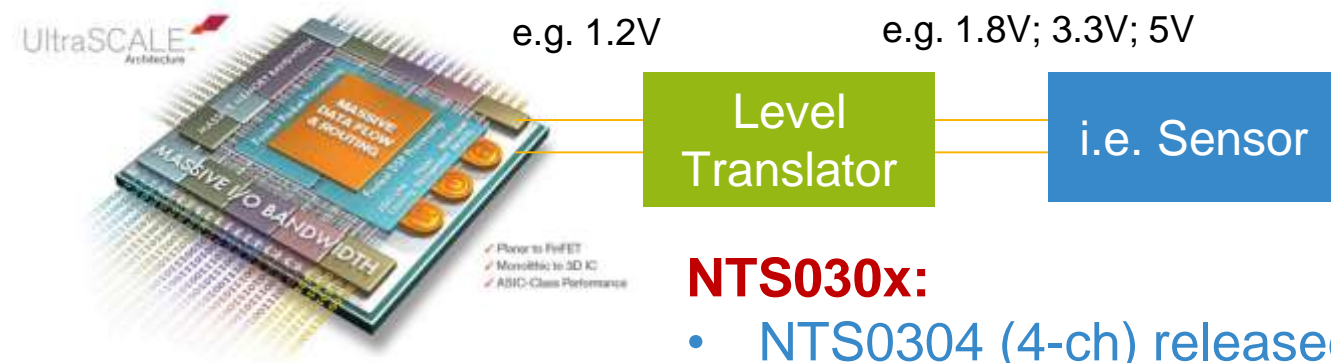 UltraSCALE
Architecture
e.g. 1.2V
e.g. 1.8V; 3.3V; 5V
Level
Translator
i.e. Sensor
MASSIVE
DATA FLOW
& ROUTING
MASSIVE I/O BANDWIDTH
✓ Planar to FinFET
✓ Monolithic to 3D IC
✓ ASIC-Class Performance
NTS030x:
• NTS0304 (4-ch) released